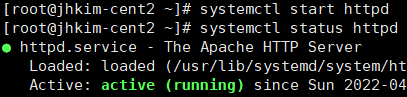 [root@jhkim-cent2 ~]# systemctl start httpd
[root@jhkim-cent2 ~]# systemctl status httpd
● httpd.service - The Apache HTTP Server
Loaded: loaded (/usr/lib/systemd/system/ht
Active: active (running) since Sun 2022-04